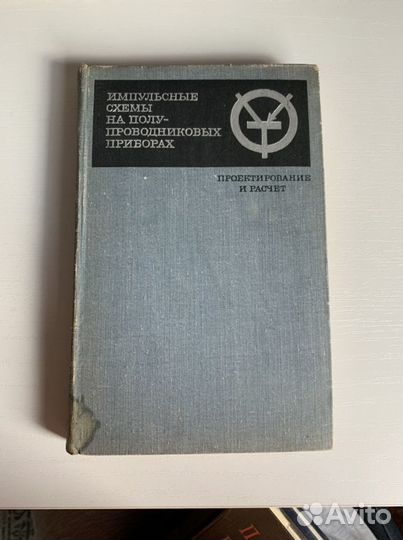 ИМПУЛЬСНЫЕ
СХЕМЫ
НА ПОЛУ-
ПРОВОДНИКОВЫХ
ПРИБОРАХ
ПРОЕКТИРОВАНИЕ
И РАСЧЕТ
Avito